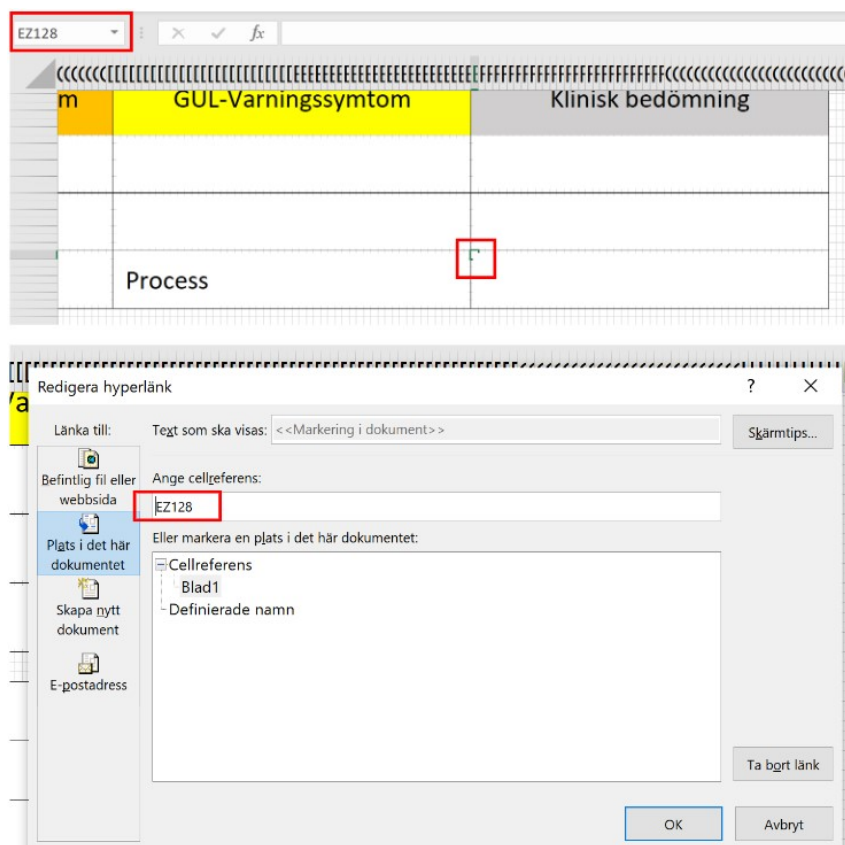 EZ128
fx
m
GUL-Varningssymtom
Klinisk bedömning
Process
Redigera hyperlänk
?
Länka till:
Text som ska visas:
<<Markering i dokument>>
Skärmtips...
Befintlig fil eller
webbsida
Ange cellreferens:
EZ128
Plats i det här
dokumentet
Eller markera en plats i det här dokumentet:
Cellreferens
Blad1
Definierade namn
Skapa nytt
dokument
E-postadress
Ta bort länk
OK
Avbryt